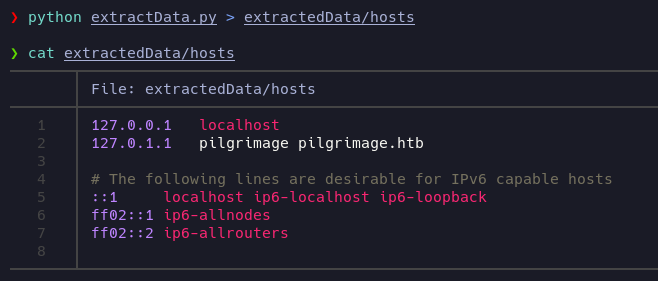 ❯ python extractData.py > extractedData/hosts
❯ cat extractedData/hosts
File: extractedData/hosts
1 127.0.0.1 localhost
2 127.0.1.1 pilgrimage pilgrimage.htb
3
4 # The following lines are desirable for IPv6 capable hosts
5 ::1 localhost ip6-localhost ip6-loopback
6 ff02::1 ip6-allnodes
7 ff02::2 ip6-allrouters
8